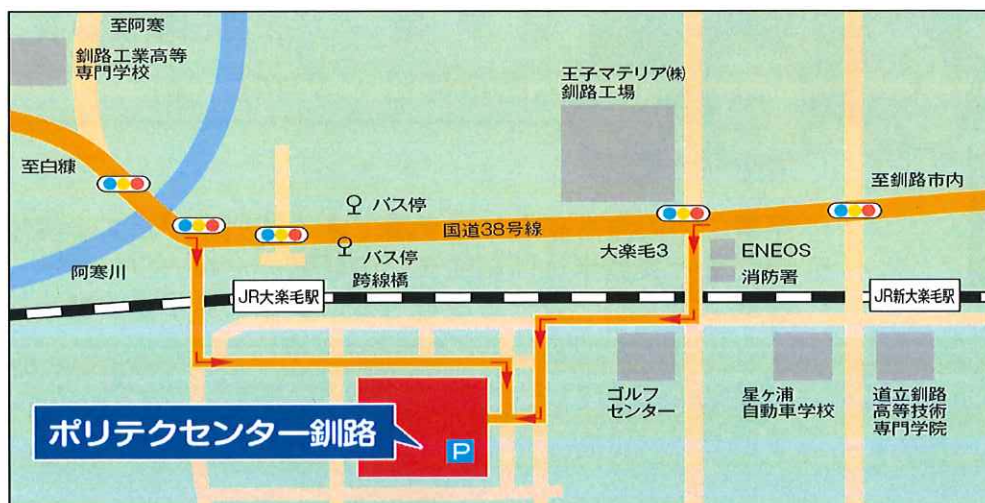 至阿寒
釧路工業高等
専門学校
王子マテリア(株)
釧路工場
至白糠
至釧路市内
バス停
国道38号線
大楽毛3
ENEOS
バス停
跨線橋
消防署
阿寒川
JR大楽毛駅
JR新大楽毛駅
ゴルフ
センター
星ヶ浦
自動車学校
道立釧路
高等技術
専門学院
ポリテクセンター釧路
P